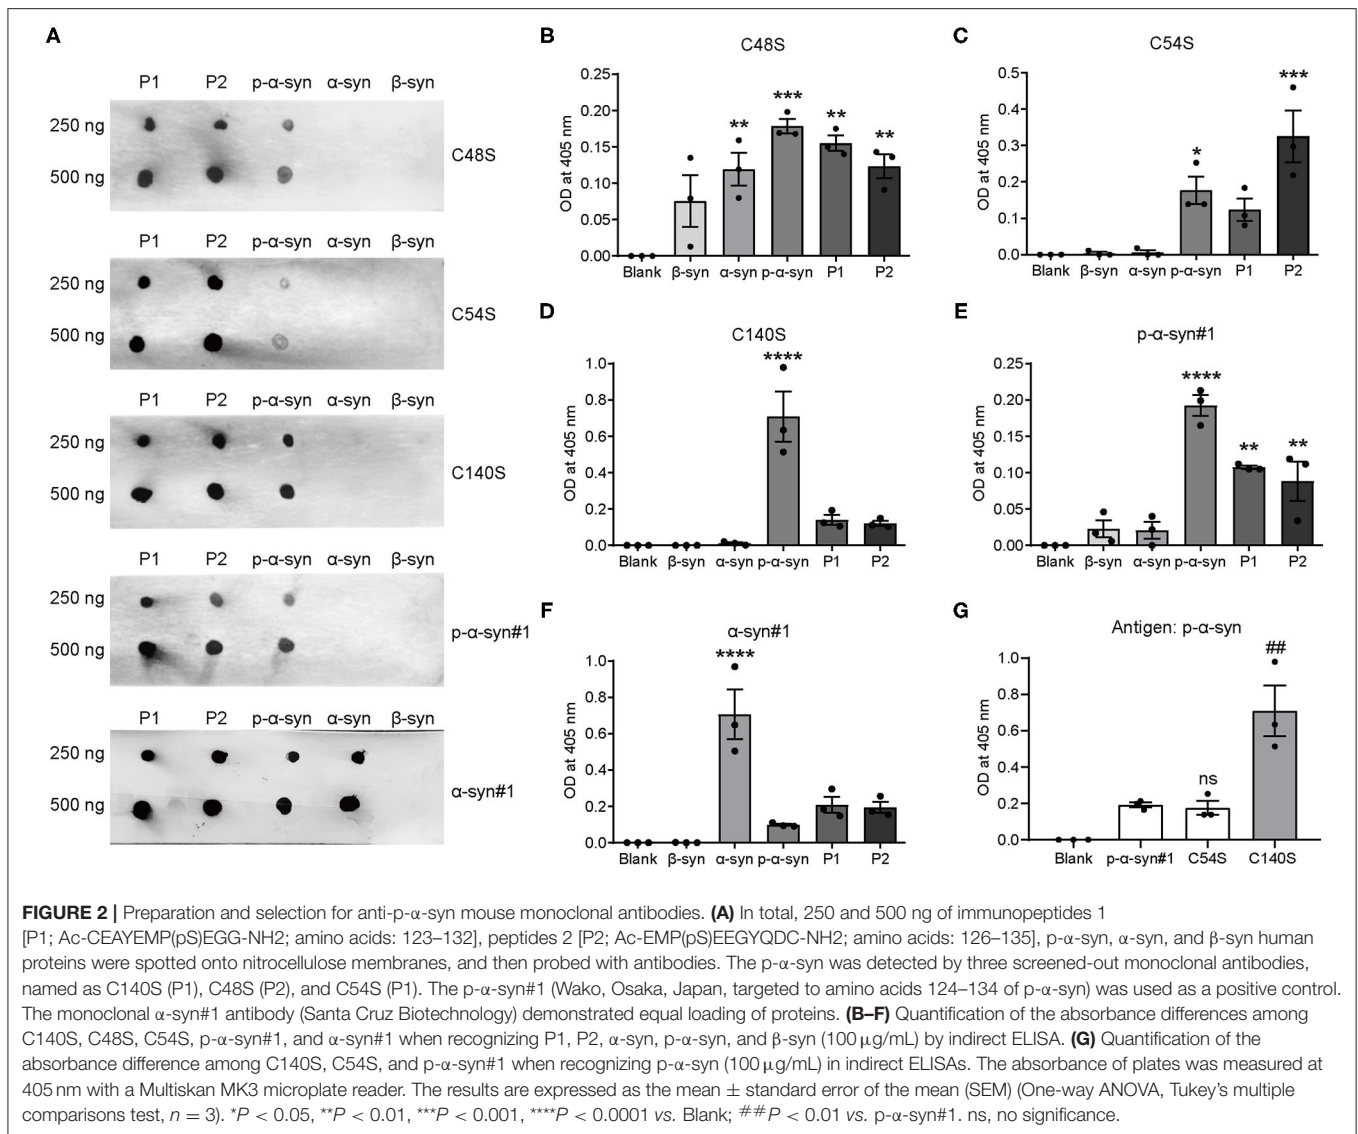 A
P1 P2 p-α-syn α-syn β-syn
250 ng
500 ng
C48S
P1 P2 p-α-syn α-syn β-syn
250 ng
500 ng
C54S
P1 P2 p-α-syn α-syn β-syn
250 ng
500 ng
C140S
P1 P2 p-α-syn α-syn β-syn
250 ng
500 ng
p-α-syn#1
P1 P2 p-α-syn α-syn β-syn
250 ng
500 ng
α-syn#1
B
C48S
OD at 405 nm
0.25
0.20
0.15
0.10
0.05
0.00
** *** ** **
Blank β-syn α-syn p-α-syn P1 P2
C
C54S
OD at 405 nm
0.5
0.4
0.3
0.2
0.1
0.0
* ***
Blank β-syn α-syn p-α-syn P1 P2
D
C140S
OD at 405 nm
1.0
0.8
0.6
0.4
0.2
0.0
****
Blank β-syn α-syn p-α-syn P1 P2
E
p-α-syn#1
OD at 405 nm
0.25
0.20
0.15
0.10
0.05
0.00
**** ** **
Blank β-syn α-syn p-α-syn P1 P2
F
α-syn#1
OD at 405 nm
1.0
0.8
0.6
0.4
0.2
0.0
****
Blank β-syn α-syn p-α-syn P1 P2
G
Antigen: p-α-syn
OD at 405 nm
1.0
0.8
0.6
0.4
0.2
0.0
ns ##
Blank p-α-syn#1 C54S C140S
FIGURE 2 | Preparation and selection for anti-p-α-syn mouse monoclonal antibodies. (A) In total, 250 and 500 ng of immunopeptides 1
[P1; Ac-CEAYEMP(pS)EGG-NH2; amino acids: 123–132], peptides 2 [P2; Ac-EMP(pS)EEGYQDC-NH2; amino acids: 126–135], p-α-syn, α-syn, and β-syn human
proteins were spotted onto nitrocellulose membranes, and then probed with antibodies. The p-α-syn was detected by three screened-out monoclonal antibodies,
named as C140S (P1), C48S (P2), and C54S (P1). The p-α-syn#1 (Wako, Osaka, Japan, targeted to amino acids 124–134 of p-α-syn) was used as a positive control.
The monoclonal α-syn#1 antibody (Santa Cruz Biotechnology) demonstrated equal loading of proteins. (B–F) Quantification of the absorbance differences among
C140S, C48S, C54S, p-α-syn#1, and α-syn#1 when recognizing P1, P2, α-syn, p-α-syn, and β-syn (100 μg/mL) by indirect ELISA. (G) Quantification of the
absorbance difference among C140S, C54S, and p-α-syn#1 when recognizing p-α-syn (100 μg/mL) in indirect ELISAs. The absorbance of plates was measured at
405 nm with a Multiskan MK3 microplate reader. The results are expressed as the mean ± standard error of the mean (SEM) (One-way ANOVA, Tukey's multiple
comparisons test, n = 3). *P < 0.05, **P < 0.01, ***P < 0.001, ****P < 0.0001 vs. Blank; ##P < 0.01 vs. p-α-syn#1. ns, no significance.